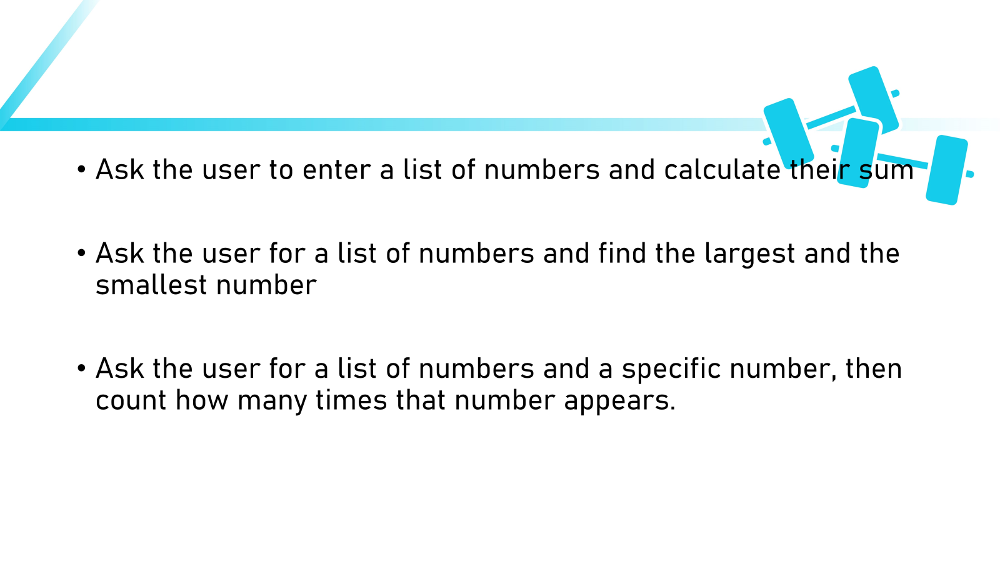 • Ask the user to enter a list of numbers and calculate their sum
• Ask the user for a list of numbers and find the largest and the
smallest number
• Ask the user for a list of numbers and a specific number, then
count how many times that number appears.